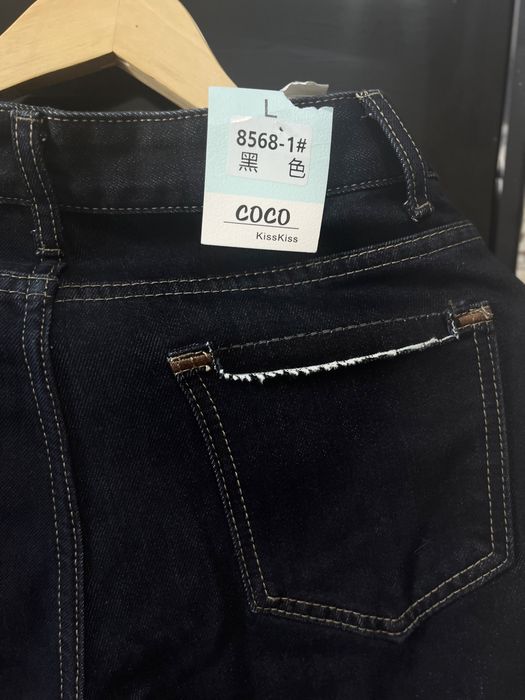 L
8568-1#
黑 色
COCO
KissKiss